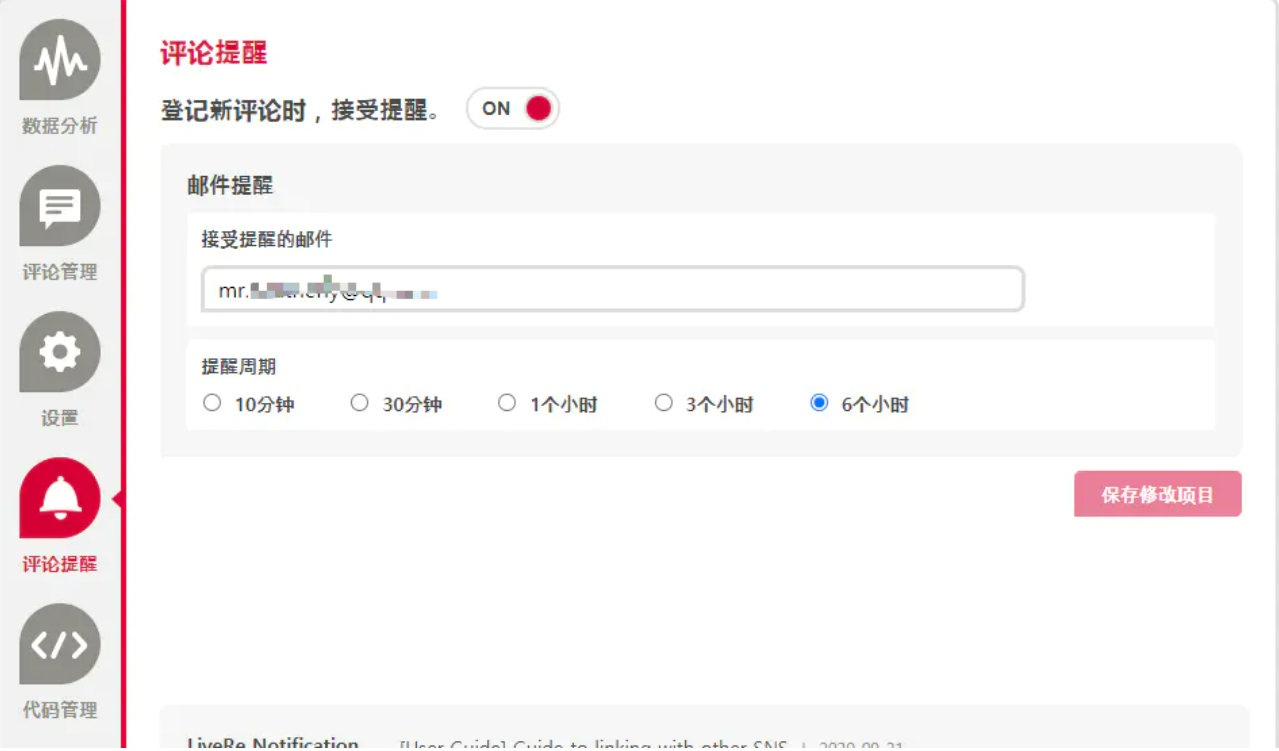 数据分析
评论管理
设置
评论提醒
代码管理
评论提醒
登记新评论时，接受提醒。 ON
邮件提醒
接受提醒的邮件
mr.
提醒周期
10分钟 30分钟 1个小时 3个小时 6个小时
保存修改项目
LiveRe Notification [User Guide] Guide to linking with other SNS | 2020-09-21